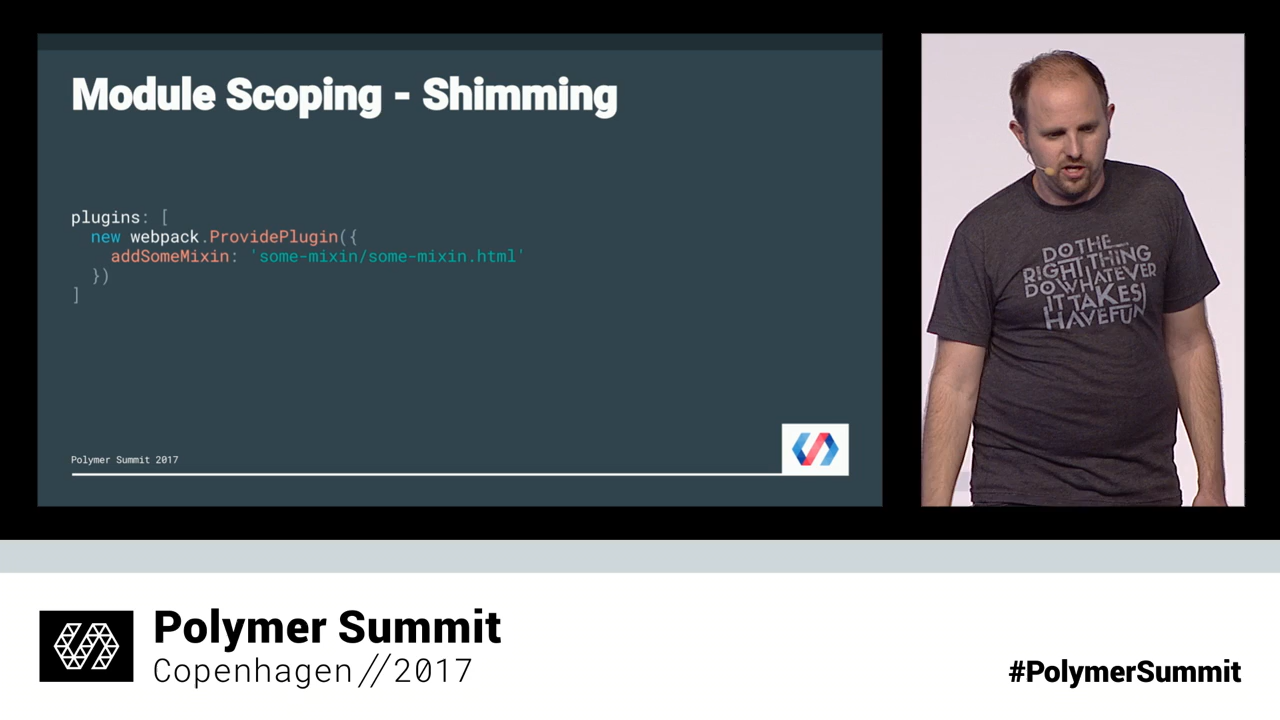 Module Scoping - Shimming
plugins: [
new webpack.ProvidePlugin({
addSomeMixin: 'some-mixin/some-mixin.html'
})
]
Polymer Summit 2017
DO THE
RIGHT THING
DO WHATEVER
IT TAKES
HAVE FUN
Polymer Summit
Copenhagen//2017
#PolymerSummit